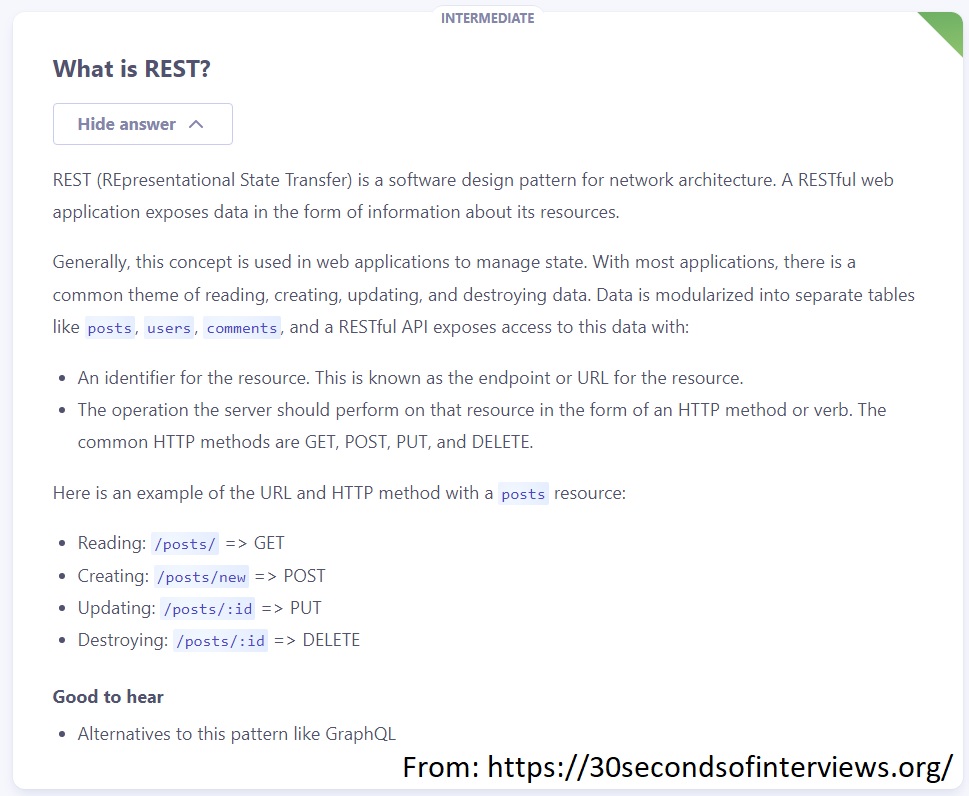 INTERMEDIATE
What is REST?
Hide answer
REST (REpresentational State Transfer) is a software design pattern for network architecture. A RESTful web
application exposes data in the form of information about its resources.
Generally, this concept is used in web applications to manage state. With most applications, there is a
common theme of reading, creating, updating, and destroying data. Data is modularized into separate tables
like posts, users, comments, and a RESTful API exposes access to this data with:
• An identifier for the resource. This is known as the endpoint or URL for the resource.
• The operation the server should perform on that resource in the form of an HTTP method or verb. The
common HTTP methods are GET, POST, PUT, and DELETE.
Here is an example of the URL and HTTP method with a posts resource:
• Reading: /posts/ => GET
• Creating: /posts/new => POST
• Updating: /posts/:id => PUT
• Destroying: /posts/:id => DELETE
Good to hear
• Alternatives to this pattern like GraphQL
From: https://30secondsofinterviews.org/